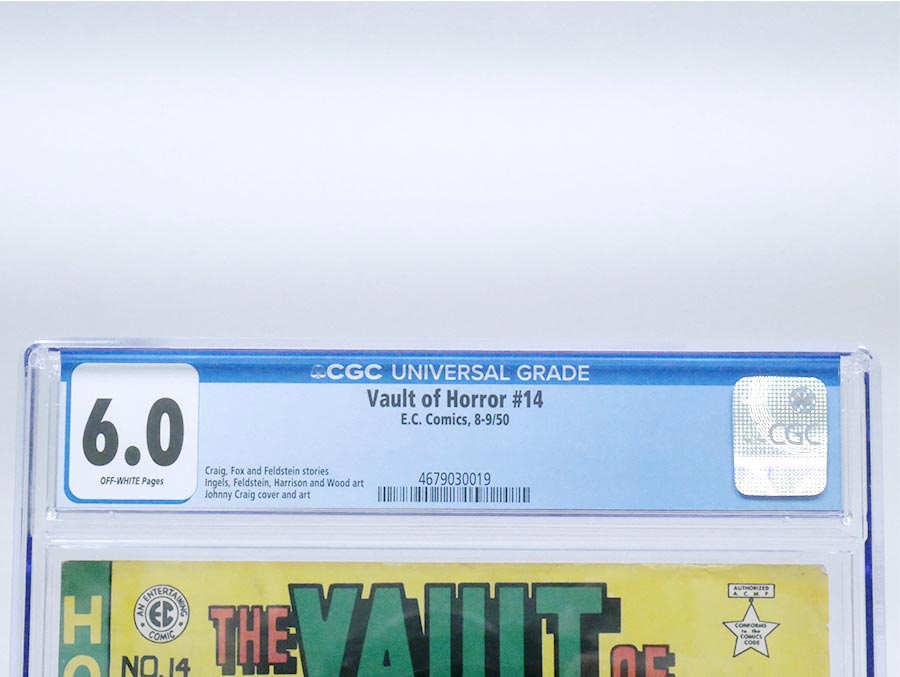 CGC UNIVERSAL GRADE
Vault of Horror #14
E.C. Comics, 8-9/50
6.0
OFF-WHITE Pages
Craig, Fox and Feldstein stories
Ingels, Feldstein, Harrison and Wood art
Johnny Craig cover and art
4679030019
CGC
HO
AN ENTERTAINING
EC
COMIC
NO.14
THE VAULT OF
AUTHORIZED
A.C.M.P.
CONFORMS
to the
COMICS
CODE